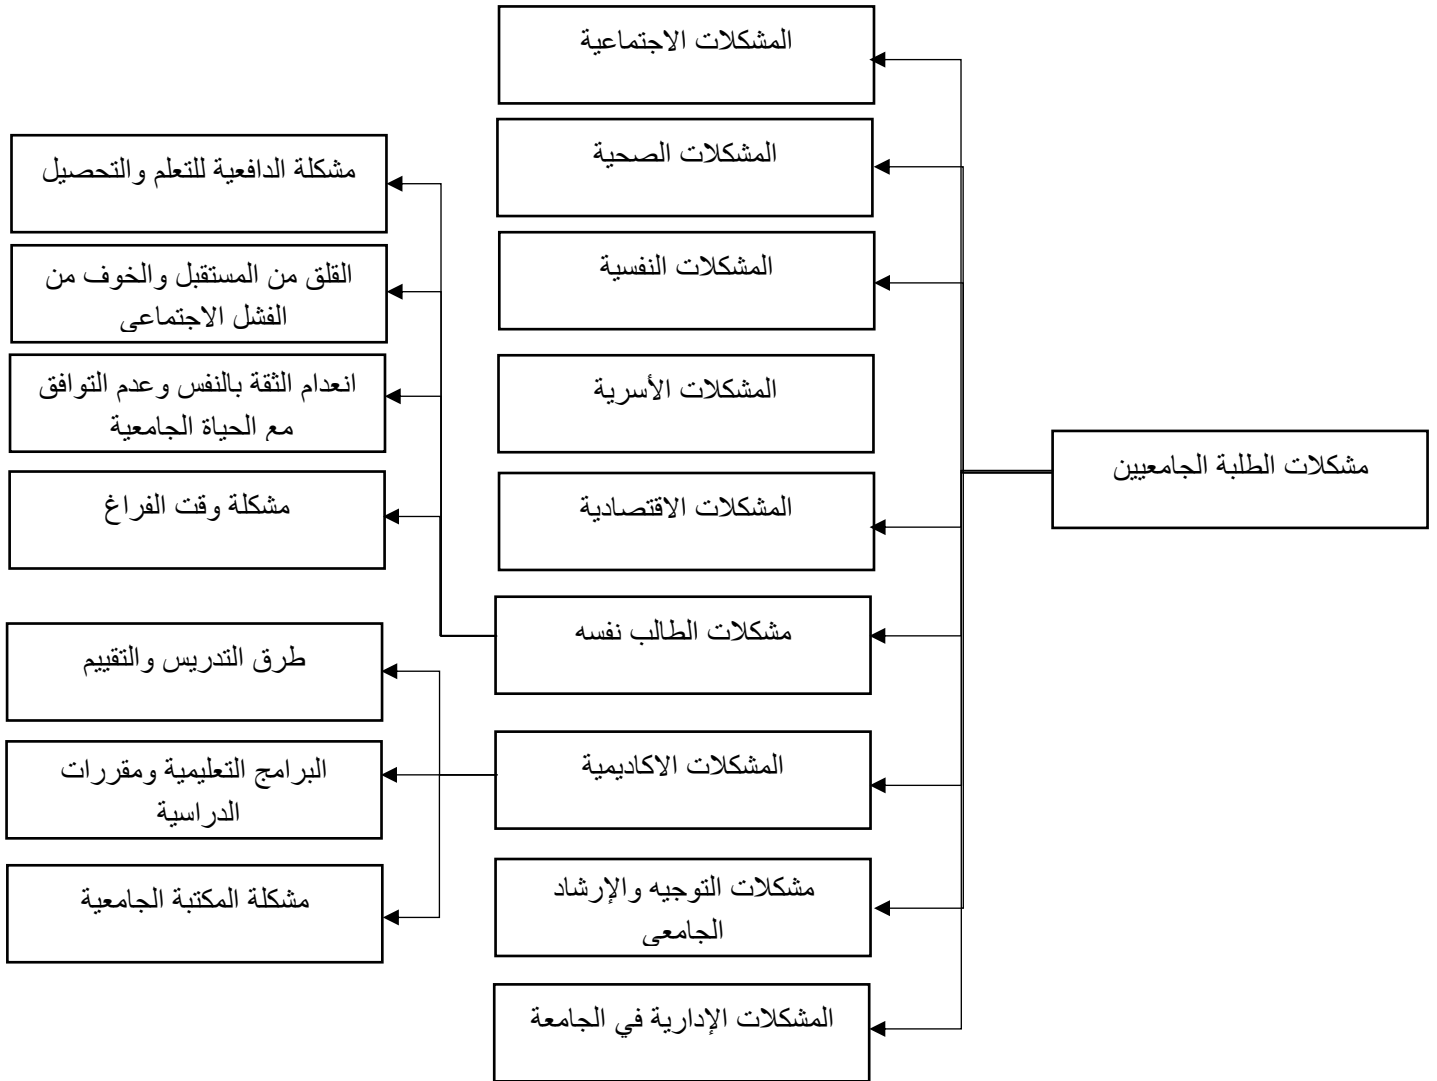 مشكلات الطلبة الجامعيين
المشكلات الاجتماعية
المشكلات الصحية
المشكلات النفسية
المشكلات الأسرية
المشكلات الاقتصادية
مشكلات الطالب نفسه
المشكلات الاكاديمية
مشكلات التوجيه والإرشاد
الجامعي
المشكلات الإدارية في الجامعة
مشكلة الدافعية للتعلم والتحصيل
القلق من المستقبل والخوف من
الفشل الاجتماعي
انعدام الثقة بالنفس وعدم التوافق
مع الحياة الجامعية
مشكلة وقت الفراغ
طرق التدريس والتقييم
البرامج التعليمية ومقررات
الدراسية
مشكلة المكتبة الجامعية